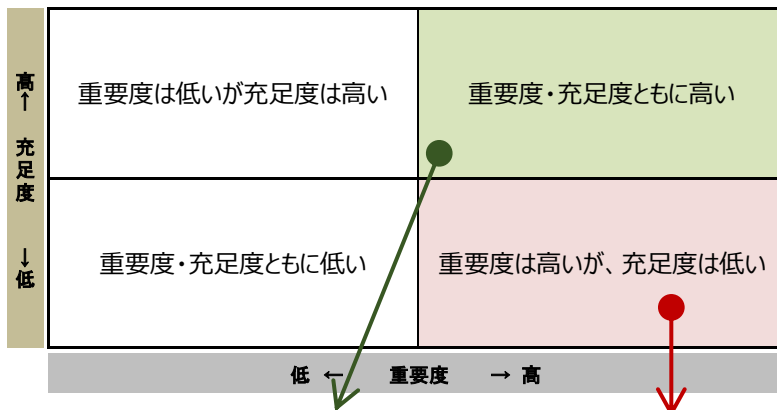 重要度は低いが充足度は高い
重要度・充足度ともに高い
高↑ 充足度 ↓低
重要度・充足度ともに低い
重要度は高いが、充足度は低い
低 ← 重要度 → 高